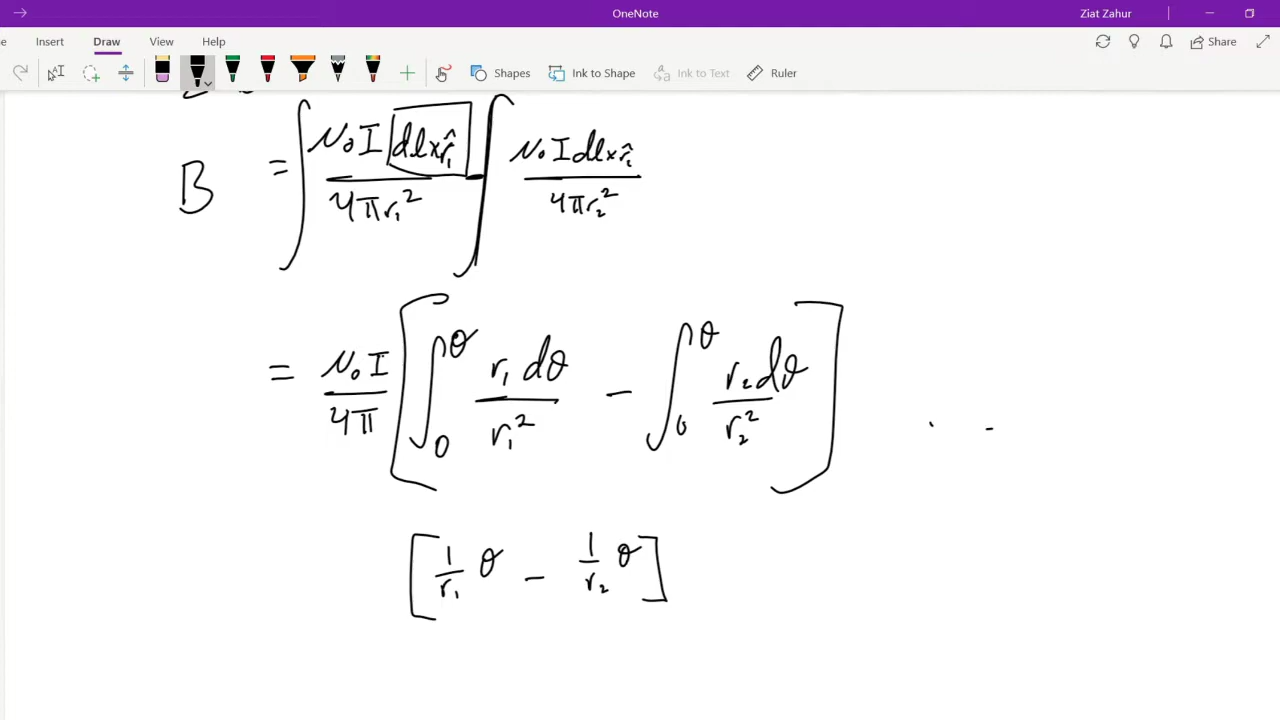 OneNote
Ziat Zahur
Insert Draw View Help
Share
Shapes Ink to Shape Ink to Text Ruler
B = ∫ μ₀I dl×r̂₁ / 4πr₁² - ∫ μ₀I dl×r̂₂ / 4πr₂²
= μ₀I / 4π [ ∫₀^θ r₁dθ / r₁² - ∫₀^θ r₂dθ / r₂² ]
[ 1/r₁ θ - 1/r₂ θ ]